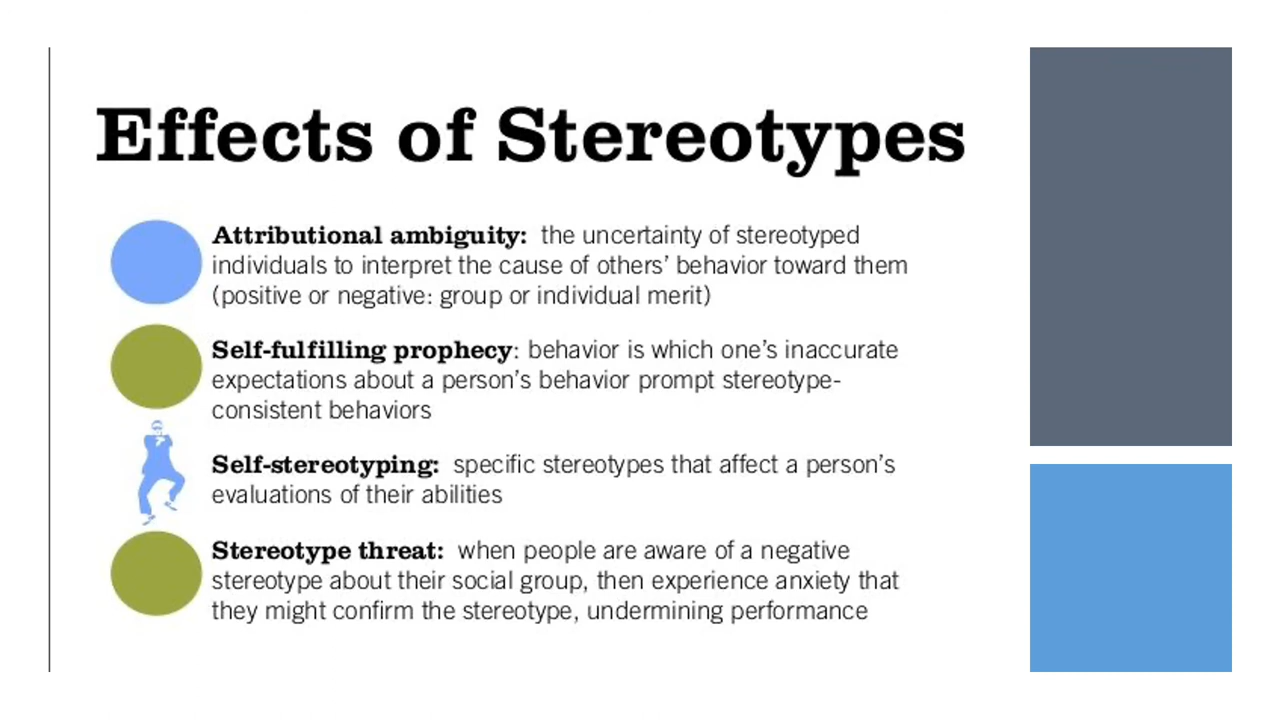 Effects of Stereotypes
Attributional ambiguity: the uncertainty of stereotyped
individuals to interpret the cause of others’ behavior toward them
(positive or negative: group or individual merit)
Self-fulfilling prophecy: behavior is which one’s inaccurate
expectations about a person’s behavior prompt stereotype-
consistent behaviors
Self-stereotyping: specific stereotypes that affect a person’s
evaluations of their abilities
Stereotype threat: when people are aware of a negative
stereotype about their social group, then experience anxiety that
they might confirm the stereotype, undermining performance